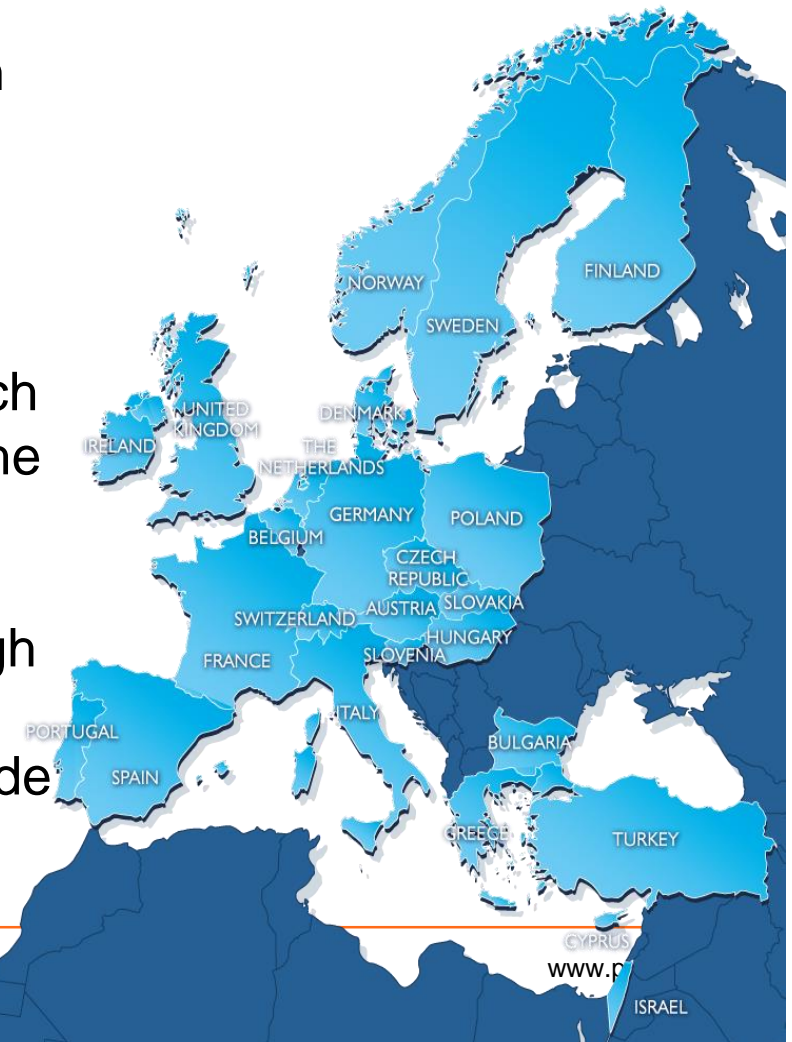 NORWAY
FINLAND
SWEDEN
UNITED
KINGDOM
DENMARK
IRELAND
THE
NETHERLANDS
GERMANY
POLAND
BELGIUM
CZECH
REPUBLIC
SWITZERLAND
AUSTRIA
SLOVAKIA
HUNGARY
SLOVENIA
FRANCE
ITALY
PORTUGAL
BULGARIA
SPAIN
GREECE
TURKEY
CYPRUS
www.p
ISRAEL